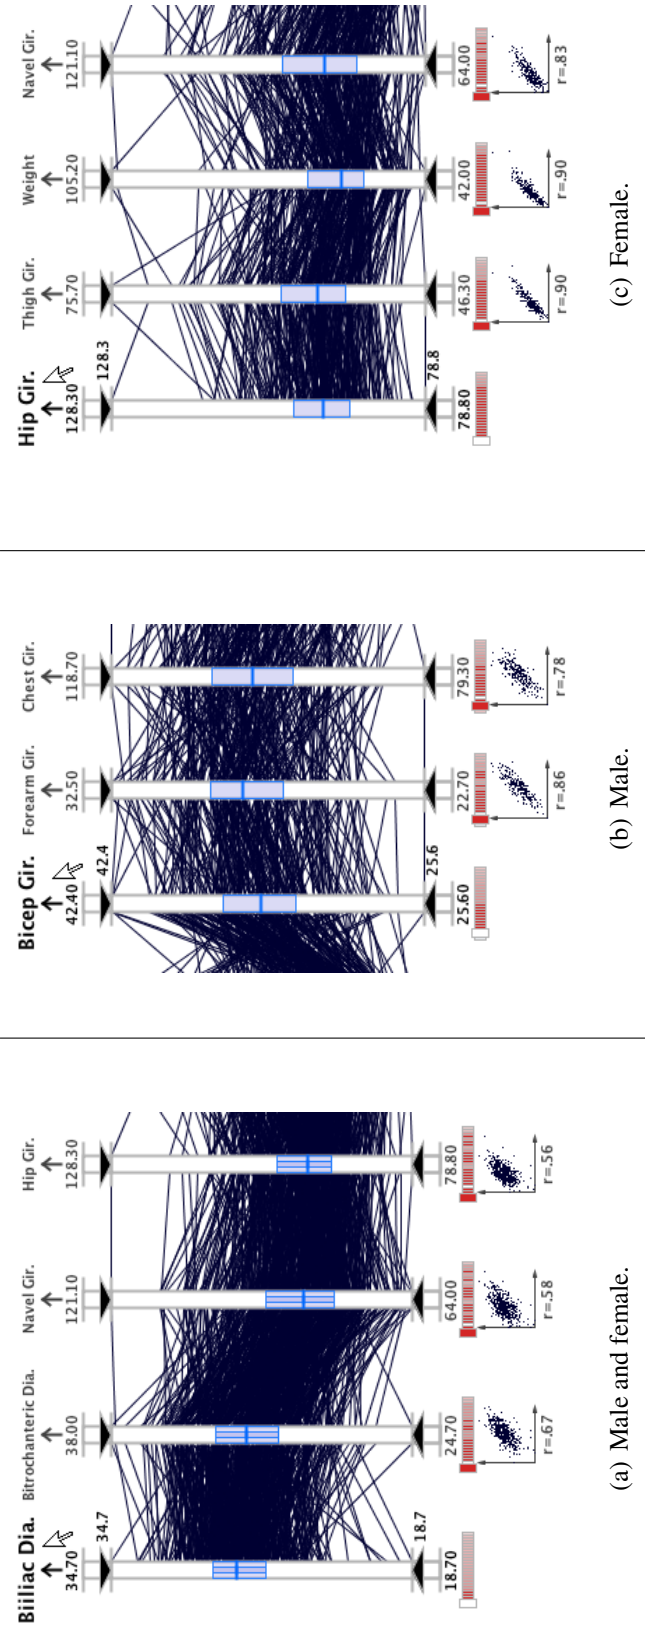 Biiliac Dia.
34.70
34.7
18.7
18.70
Bitrochanteric Dia.
38.00
24.70
r=.67
Navel Gir.
121.10
64.00
r=.58
Hip Gir.
128.30
78.80
r=.56
(a) Male and female.
Bicep Gir.
42.40
42.4
25.6
25.60
Forearm Gir.
32.50
22.70
r=.86
Chest Gir.
118.70
79.30
r=.78
(b) Male.
Hip Gir.
128.30
128.3
78.8
78.80
Thigh Gir.
75.70
46.30
r=.90
Weight
105.20
42.00
r=.90
Navel Gir.
121.10
64.00
r=.83
(c) Female.